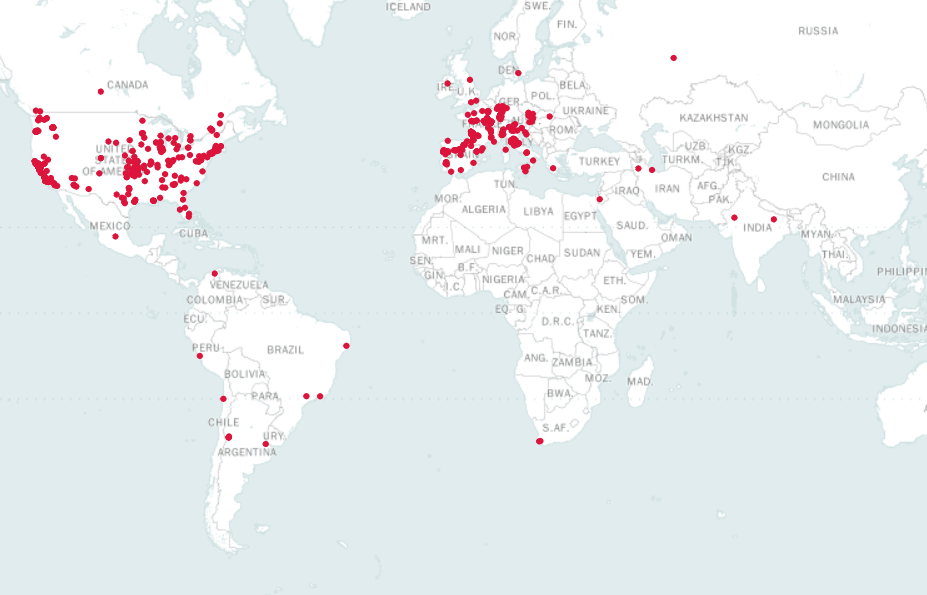 ICELAND
SWE.
FIN.
NOR.
RUSSIA
DEN.
CANADA
U.K.
BELA.
POL.
GER.
UKRAINE
KAZAKHSTAN
MONGOLIA
ROM.
UNITED
STATES
OF AMERICA
UZB.
KGZ.
TURKEY
TURKM.
TJK.
CHINA
TUN.
IRAQ
IRAN
AFG.
MOR.
PAK.
ALGERIA
LIBYA
EGYPT
MEXICO
SAUD.
INDIA
CUBA
MYAN.
MRT.
MALI
NIGER
SUDAN
OMAN
YEM.
THAI.
SEN.
CHAD
B.F.
GIN.
PHILIPPIN
NIGERIA
ETH.
VENEZUELA
I.C.
C.A.R.
CAM.
COLOMBIA
SUR.
SOM.
MALAYSIA
EQ. G.
KEN.
ECU.
D.R.C.
INDONESIA
TANZ.
PERU
BRAZIL
ANG.
ZAMBIA
BOLIVIA
MOZ.
MAD.
PARA.
BWA.
CHILE
S.AF.
URY.
ARGENTINA